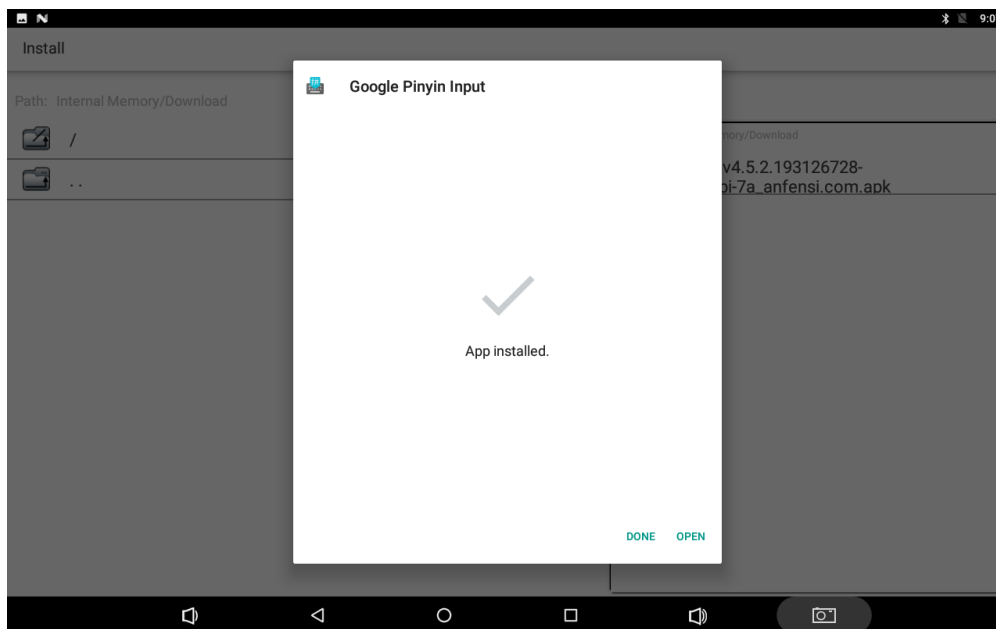 9:0
Install
Google Pinyin Input
Path: Internal Memory/Download
/
. .
mory/Download
v4.5.2.193126728-
pi-7a_anfensi.com.apk
App installed.
DONE OPEN